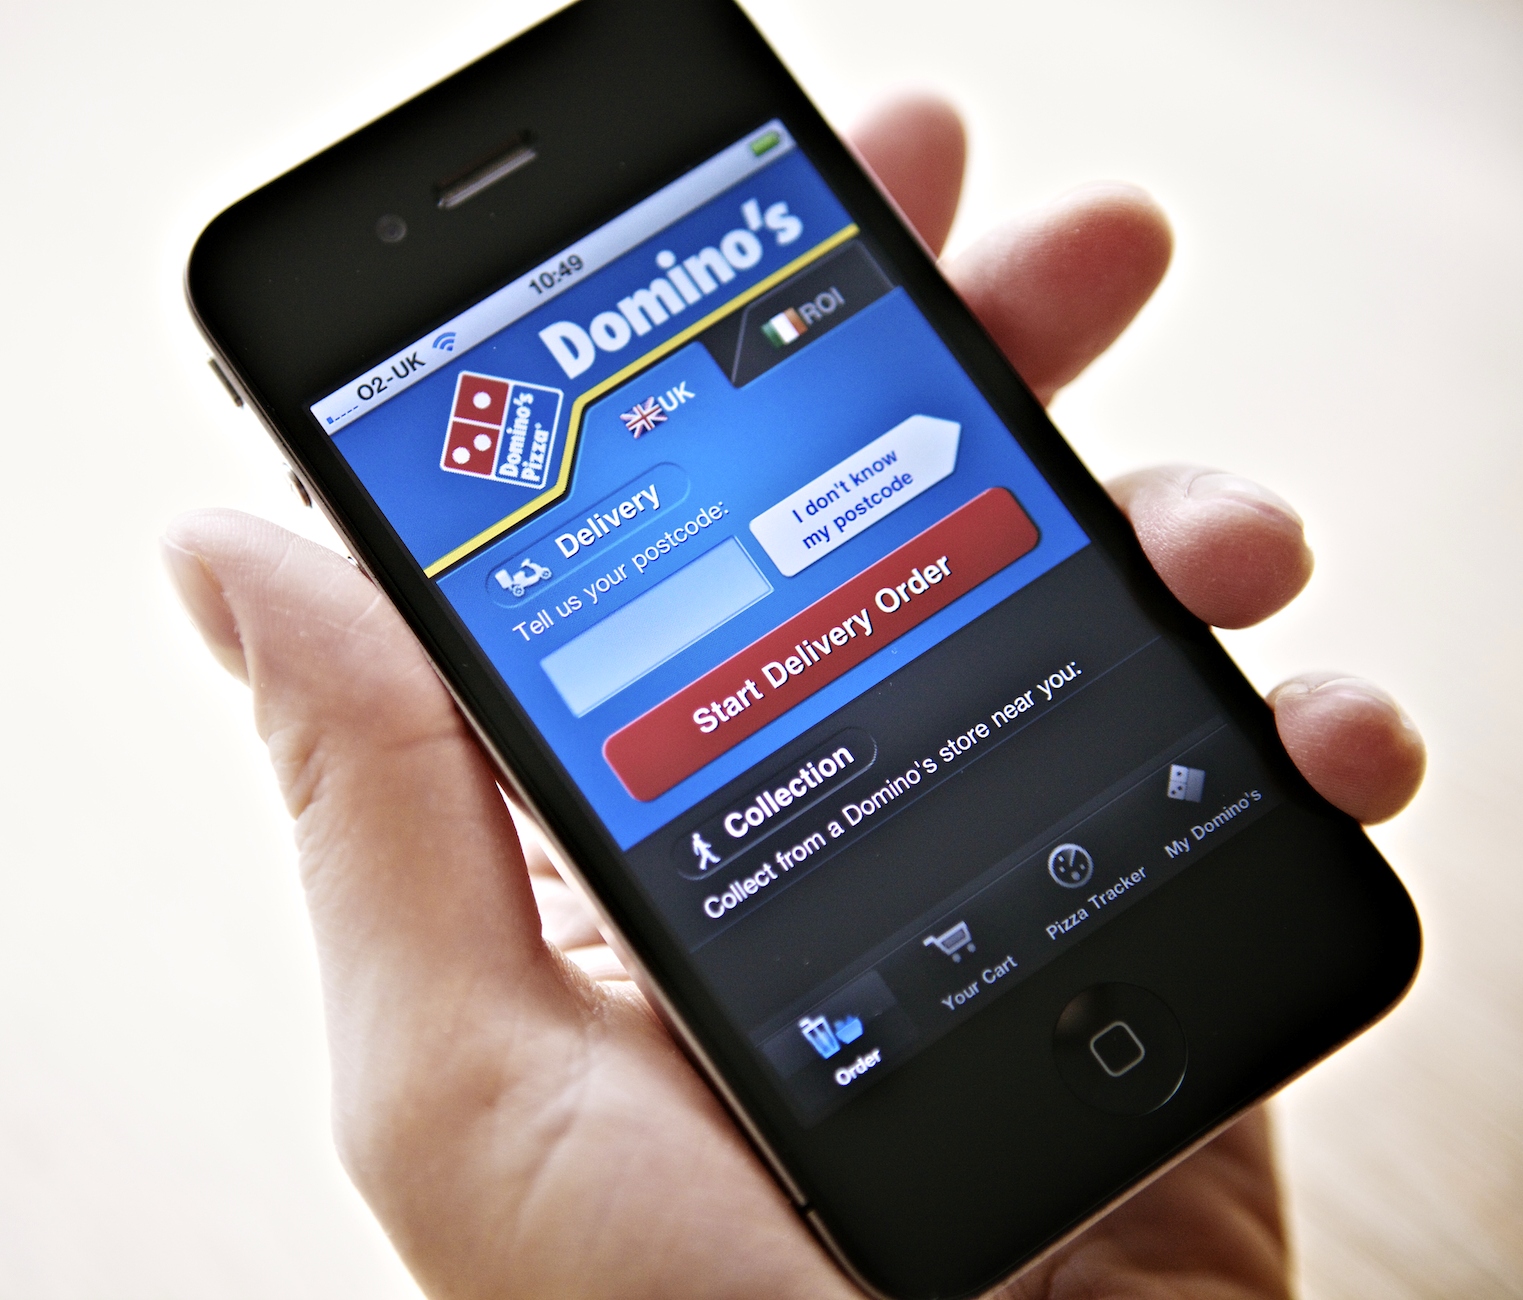 O2-UK 10:49
Domino's
Domino's
Pizza®
UK
ROI
Delivery
Tell us your postcode:
I don't know
my postcode
Start Delivery Order
Collection
Collect from a Domino's store near you:
Order
Your Cart
Pizza Tracker
My Domino's